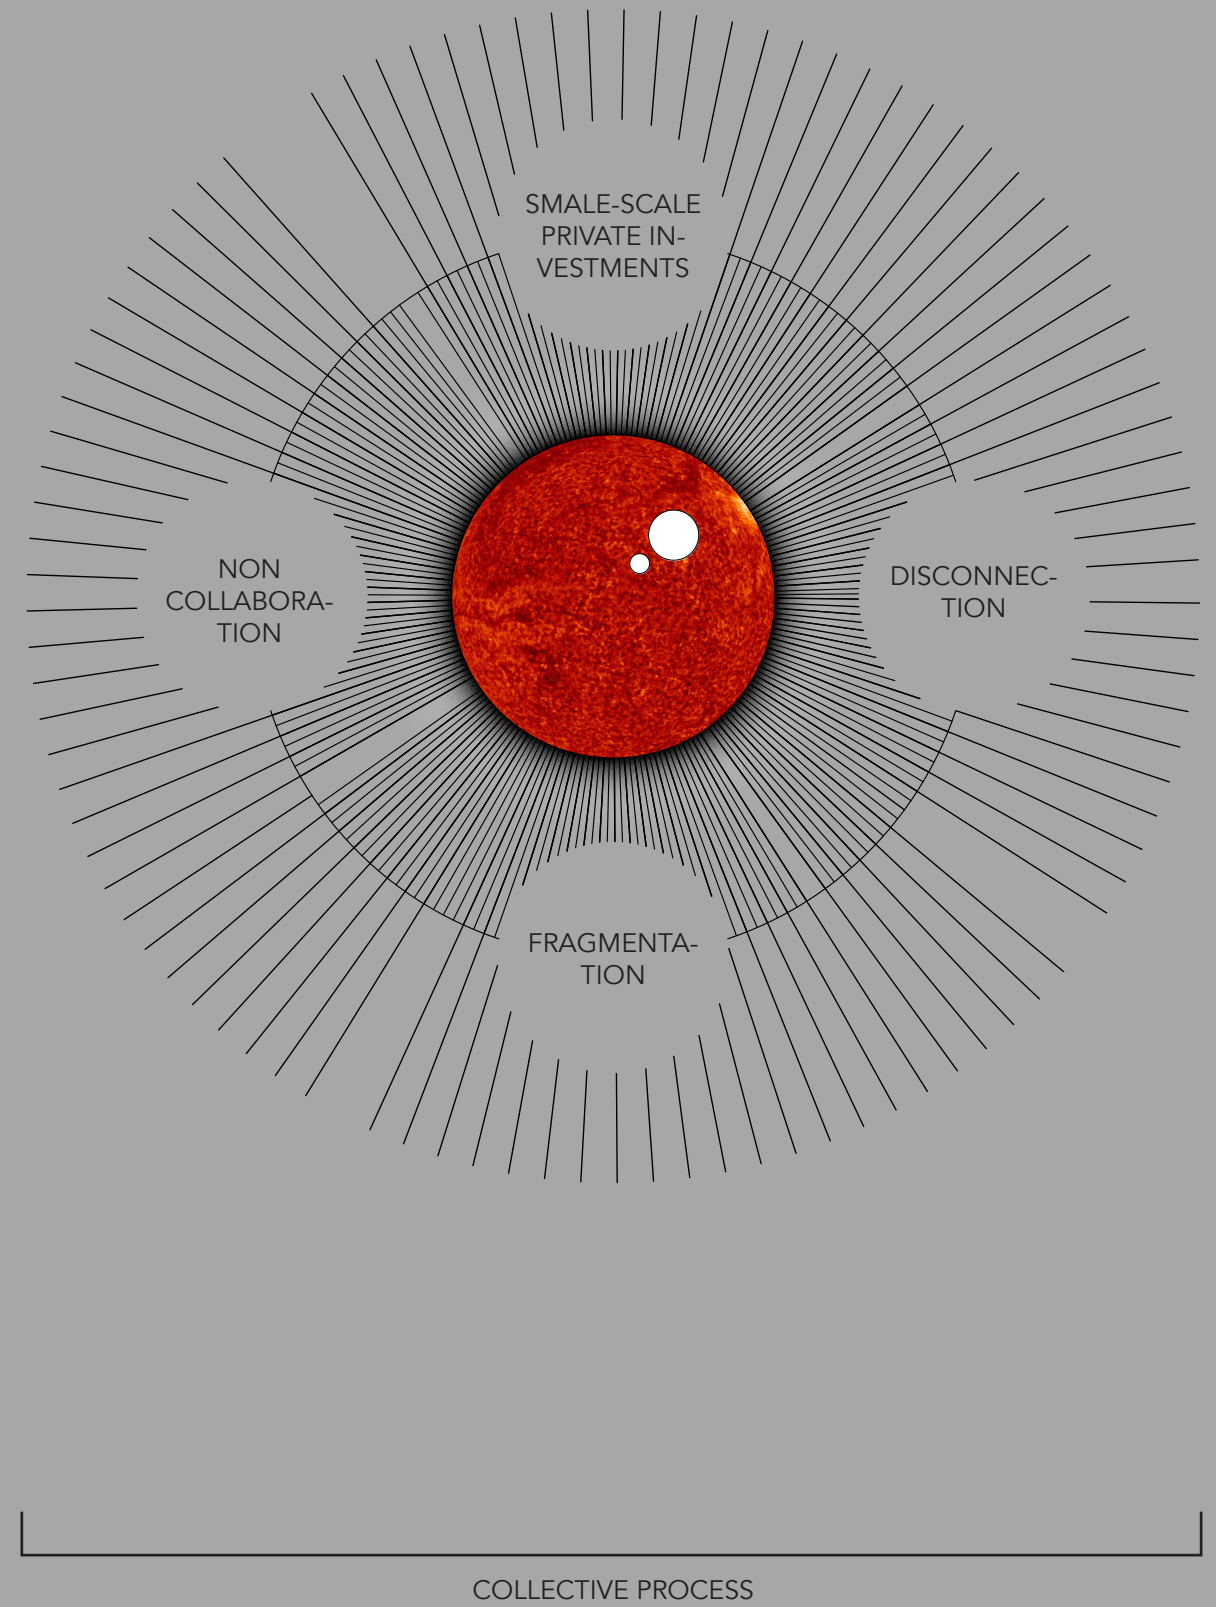 SMALE-SCALE
PRIVATE IN-
VESTMENTS
NON
COLLABORA-
TION
DISCONNEC-
TION
FRAGMENTA-
TION
COLLECTIVE PROCESS